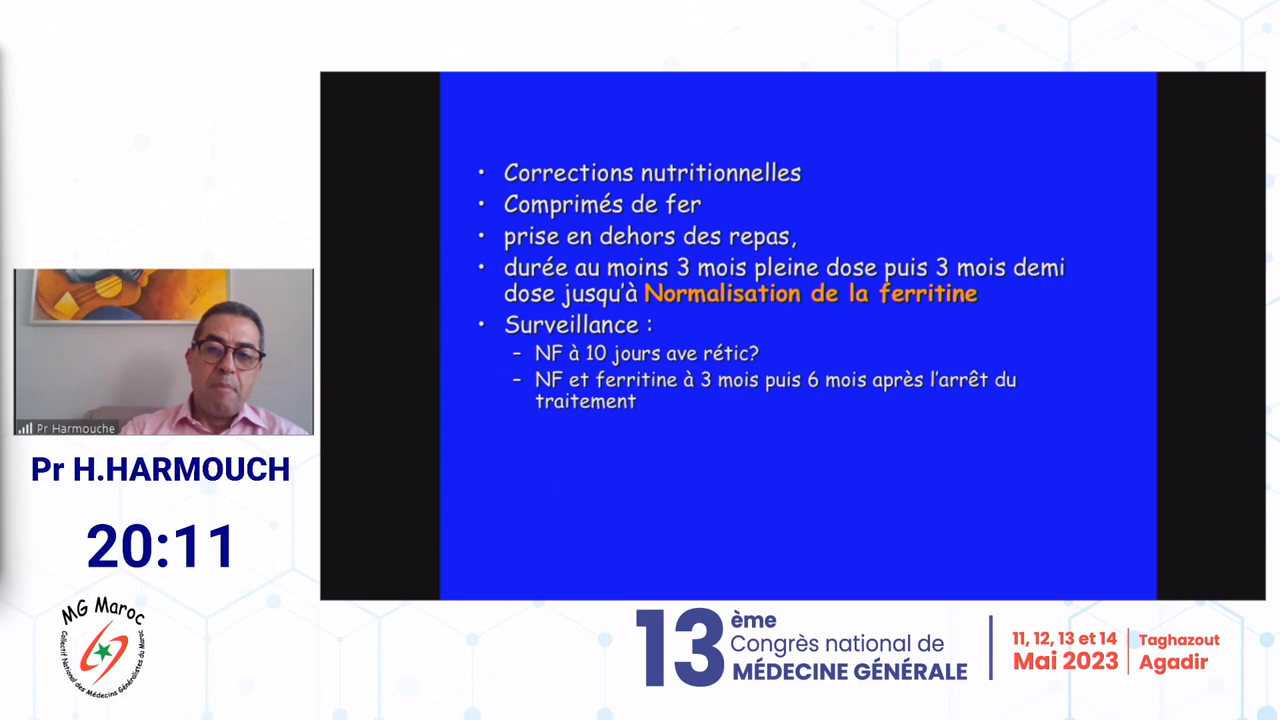 • Corrections nutritionnelles
• Comprimés de fer
• prise en dehors des repas,
• durée au moins 3 mois pleine dose puis 3 mois demi
dose jusqu'à Normalisation de la ferritine
• Surveillance :
– NF à 10 jours ave rétic?
– NF et ferritine à 3 mois puis 6 mois après l'arrêt du
traitement
Pr Harmouche
Pr H.HARMOUCH
20:11
MG Maroc
Collectif National des Médecins Généralistes du Maroc
13
ème
Congrès national de
MÉDECINE GÉNÉRALE
11, 12, 13 et 14
Mai 2023
Taghazout
Agadir